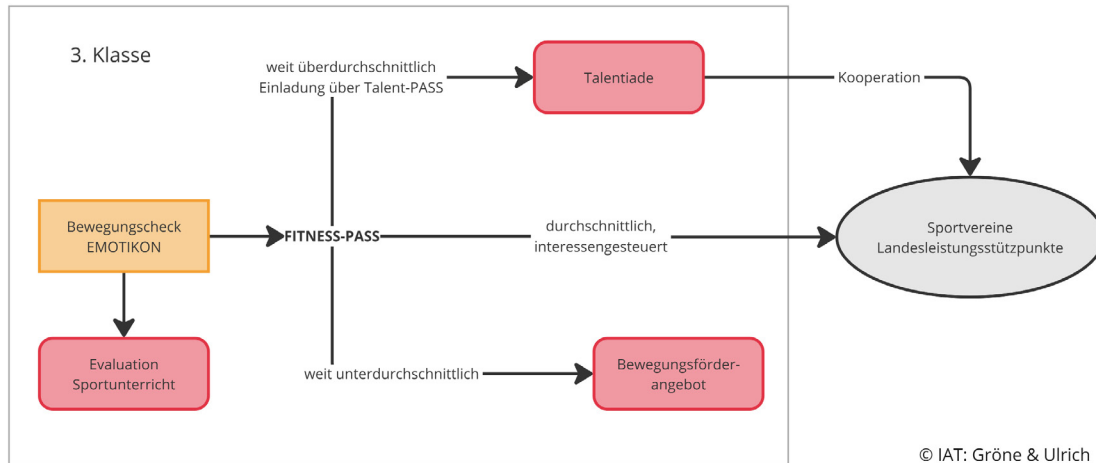 3. Klasse
weit überdurchschnittlich
Einladung über Talent-PASS
Talentiade
Kooperation
Bewegungscheck
EMOTIKON
FITNESS-PASS
durchschnittlich,
interessengesteuert
Sportvereine
Landesleistungsstützpunkte
Evaluation
Sportunterricht
weit unterdurchschnittlich
Bewegungsförder-
angebot
© IAT: Gröne & Ulrich